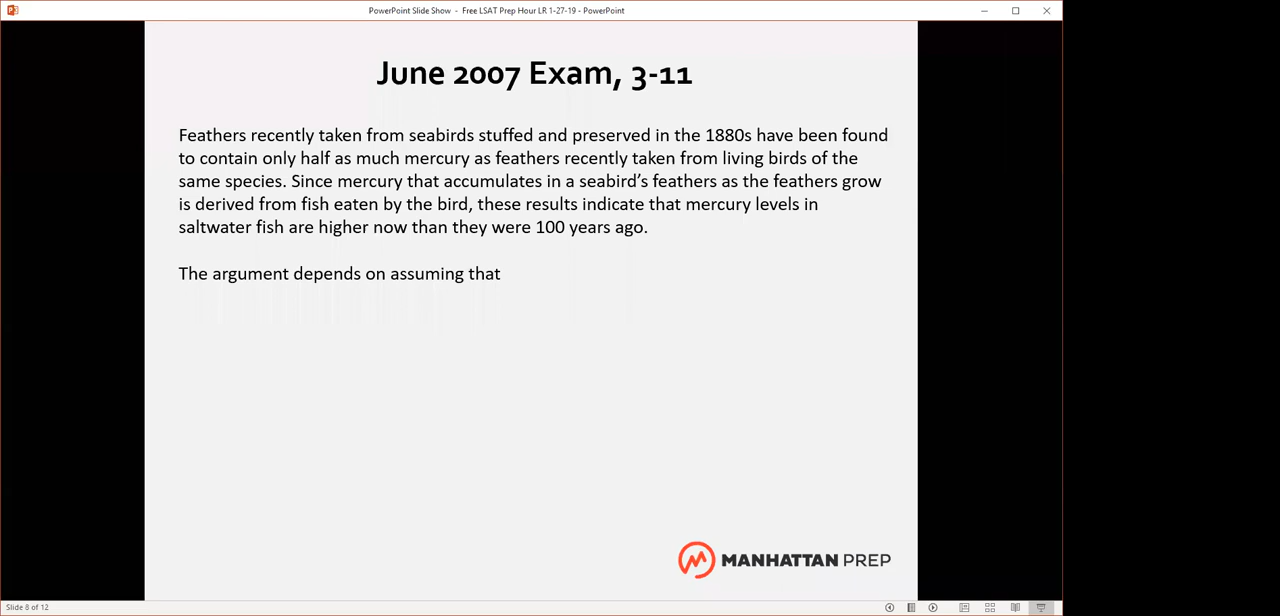 PowerPoint Slide Show - Free LSAT Prep Hour LR 1-27-19 - PowerPoint
June 2007 Exam, 3-11
Feathers recently taken from seabirds stuffed and preserved in the 1880s have been found
to contain only half as much mercury as feathers recently taken from living birds of the
same species. Since mercury that accumulates in a seabird’s feathers as the feathers grow
is derived from fish eaten by the bird, these results indicate that mercury levels in
saltwater fish are higher now than they were 100 years ago.
The argument depends on assuming that
MANHATTAN PREP
Slide 8 of 12